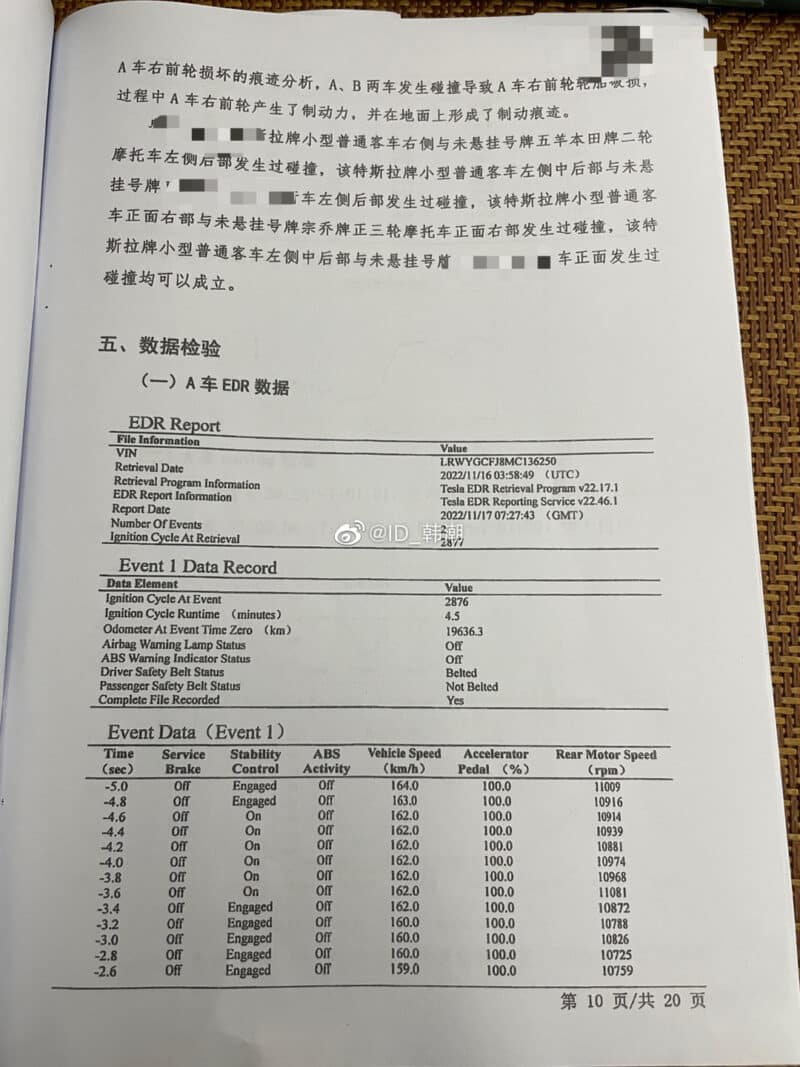 A车右前轮损坏的痕迹分析，A、B两车发生碰撞导致A车右前轮轮胎破损，
过程中A车右前轮产生了制动力，并在地面上形成了制动痕迹。
斯拉牌小型普通客车右侧与未悬挂号牌五羊本田牌二轮
摩托车左侧后部发生过碰撞，该特斯拉牌小型普通客车左侧中后部与未悬
挂号牌 车左侧后部发生过碰撞，该特斯拉牌小型普通客
车正面右部与未悬挂号牌宗乔牌正三轮摩托车正面右部发生过碰撞，该特
斯拉牌小型普通客车左侧中后部与未悬挂号 车正面发生过
碰撞均可以成立。
五、数据检验
（一）A车EDR数据
EDR Report
File Information Value
VIN LRWYGCFJ8MC136250
Retrieval Date 2022/11/16 03:58:49 （UTC）
Retrieval Program Information Tesla EDR Retrieval Program v22.17.1
EDR Report Information Tesla EDR Reporting Service v22.46.1
Report Date 2022/11/17 07:27:43 （GMT）
Number Of Events 2
Ignition Cycle At Retrieval 2877
@ID_韩潮
Event 1 Data Record
Data Element Value
Ignition Cycle At Event 2876
Ignition Cycle Runtime （minutes） 4.5
Odometer At Event Time Zero （km） 19636.3
Airbag Warning Lamp Status Off
ABS Warning Indicator Status Off
Driver Safety Belt Status Belted
Passenger Safety Belt Status Not Belted
Complete File Recorded Yes
Event Data（Event 1）
Time Service Stability ABS Vehicle Speed Accelerator Rear Motor Speed
（sec） Brake Control Activity （km/h） Pedal （%） （rpm）
-5.0 Off Engaged Off 164.0 100.0 11009
-4.8 Off Engaged Off 163.0 100.0 10916
-4.6 Off On Off 162.0 100.0 10914
-4.4 Off On Off 162.0 100.0 10939
-4.2 Off On Off 162.0 100.0 10881
-4.0 Off On Off 162.0 100.0 10974
-3.8 Off On Off 162.0 100.0 10968
-3.6 Off On Off 162.0 100.0 11081
-3.4 Off Engaged Off 162.0 100.0 10872
-3.2 Off Engaged Off 160.0 100.0 10788
-3.0 Off Engaged Off 160.0 100.0 10826
-2.8 Off Engaged Off 160.0 100.0 10725
-2.6 Off Engaged Off 159.0 100.0 10759
第 10 页/共 20 页